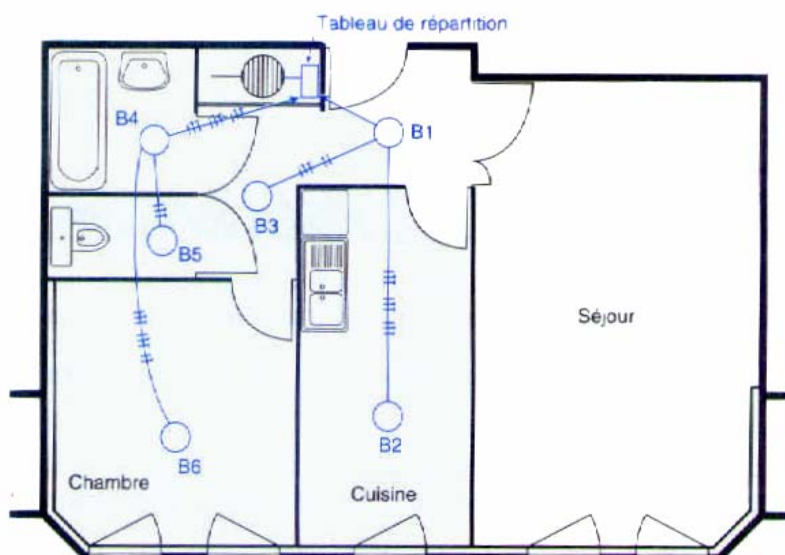 Tableau de répartition
B4
B1
B3
B5
Séjour
B2
B6
Chambre
Cuisine